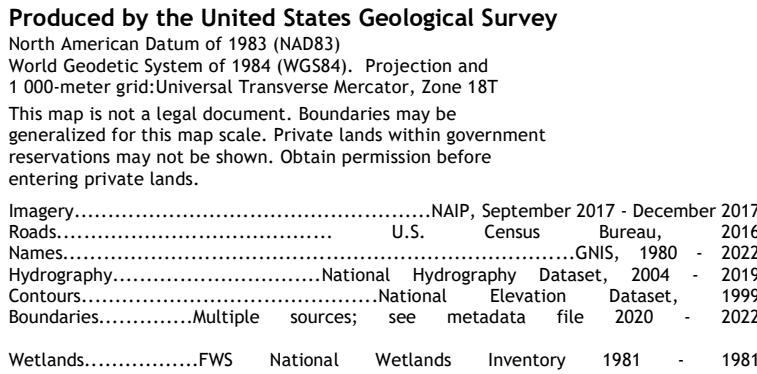 Produced by the United States Geological Survey
North American Datum of 1983 (NAD83)
World Geodetic System of 1984 (WGS84). Projection and
1 000-meter grid:Universal Transverse Mercator, Zone 18T
This map is not a legal document. Boundaries may be
generalized for this map scale. Private lands within government
reservations may not be shown. Obtain permission before
entering private lands.
Imagery.....................................................NAIP, September 2017 - December 2017
Roads..................................... U.S. Census Bureau, 2016
Names............................................................................GNIS, 1980 - 2022
Hydrography...............................National Hydrography Dataset, 2004 - 2019
Contours............................................National Elevation Dataset, 1999
Boundaries..............Multiple sources; see metadata file 2020 - 2022
Wetlands.................FWS National Wetlands Inventory 1981 - 1981